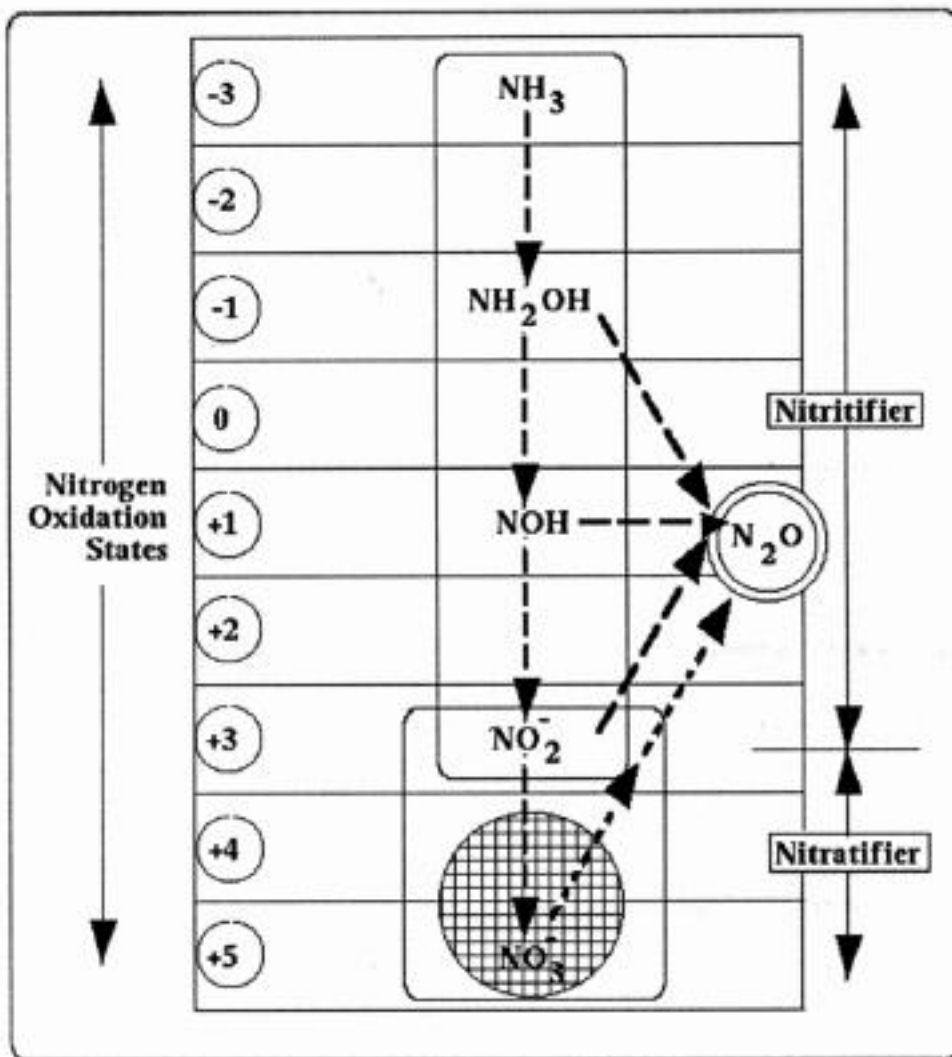 -3
NH3
-2
-1
NH2OH
0
Nitritifier
Nitrogen
Oxidation
States
+1
NOH
N2O
+2
+3
NO2-
+4
Nitratifier
+5
NO3-